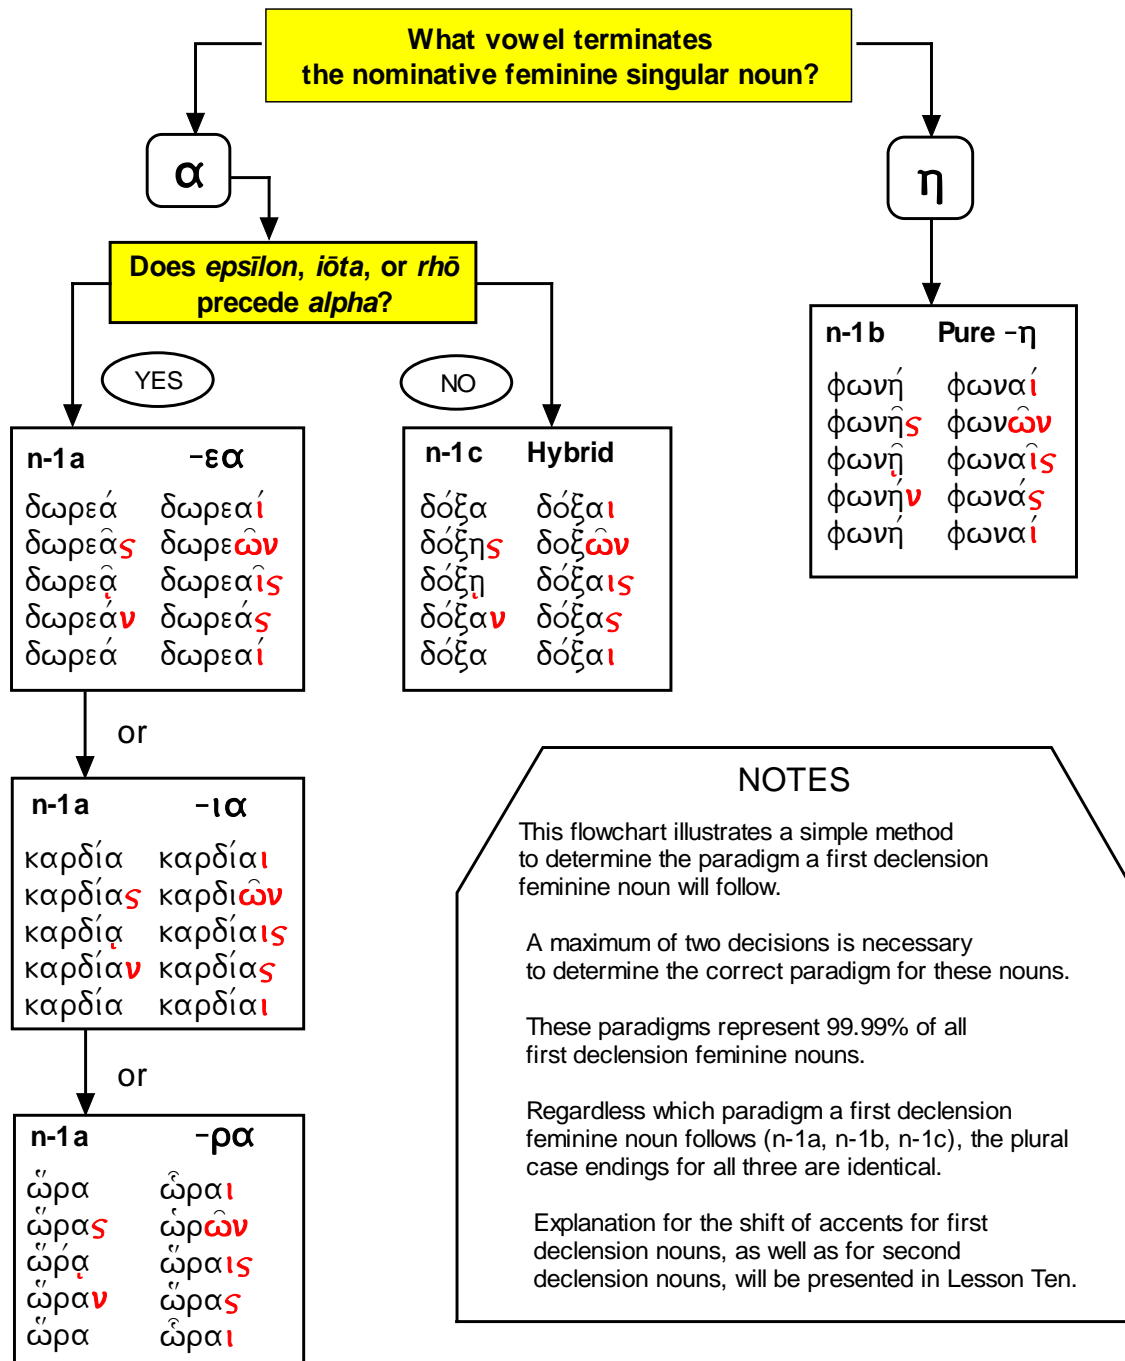 What vowel terminates
the nominative feminine singular noun?
α
η
Does epsīlon, iōta, or rhō
precede alpha?
YES
NO
n-1a -εα
δωρεά δωρεαί
δωρεᾶς δωρεῶν
δωρεᾷ δωρεαῖς
δωρεάν δωρεάς
δωρεά δωρεαί
n-1c Hybrid
δόξα δόξαι
δόξης δοξῶν
δόξῃ δόξαις
δόξαν δόξας
δόξα δόξαι
n-1b Pure -η
φωνή φωναί
φωνῆς φωνῶν
φωνῇ φωναῖς
φωνήν φωνάς
φωνή φωναί
or
n-1a -ια
καρδία καρδίαι
καρδίας καρδιῶν
καρδίᾳ καρδίαις
καρδίαν καρδίας
καρδία καρδίαι
or
n-1a -ρα
ὥρα ὧραι
ὥρας ὡρῶν
ὥρᾴ ὥραις
ὥραν ὥρας
ὥρα ὧραι
NOTES
This flowchart illustrates a simple method
to determine the paradigm a first declension
feminine noun will follow.
A maximum of two decisions is necessary
to determine the correct paradigm for these nouns.
These paradigms represent 99.99% of all
first declension feminine nouns.
Regardless which paradigm a first declension
feminine noun follows (n-1a, n-1b, n-1c), the plural
case endings for all three are identical.
Explanation for the shift of accents for first
declension nouns, as well as for second
declension nouns, will be presented in Lesson Ten.